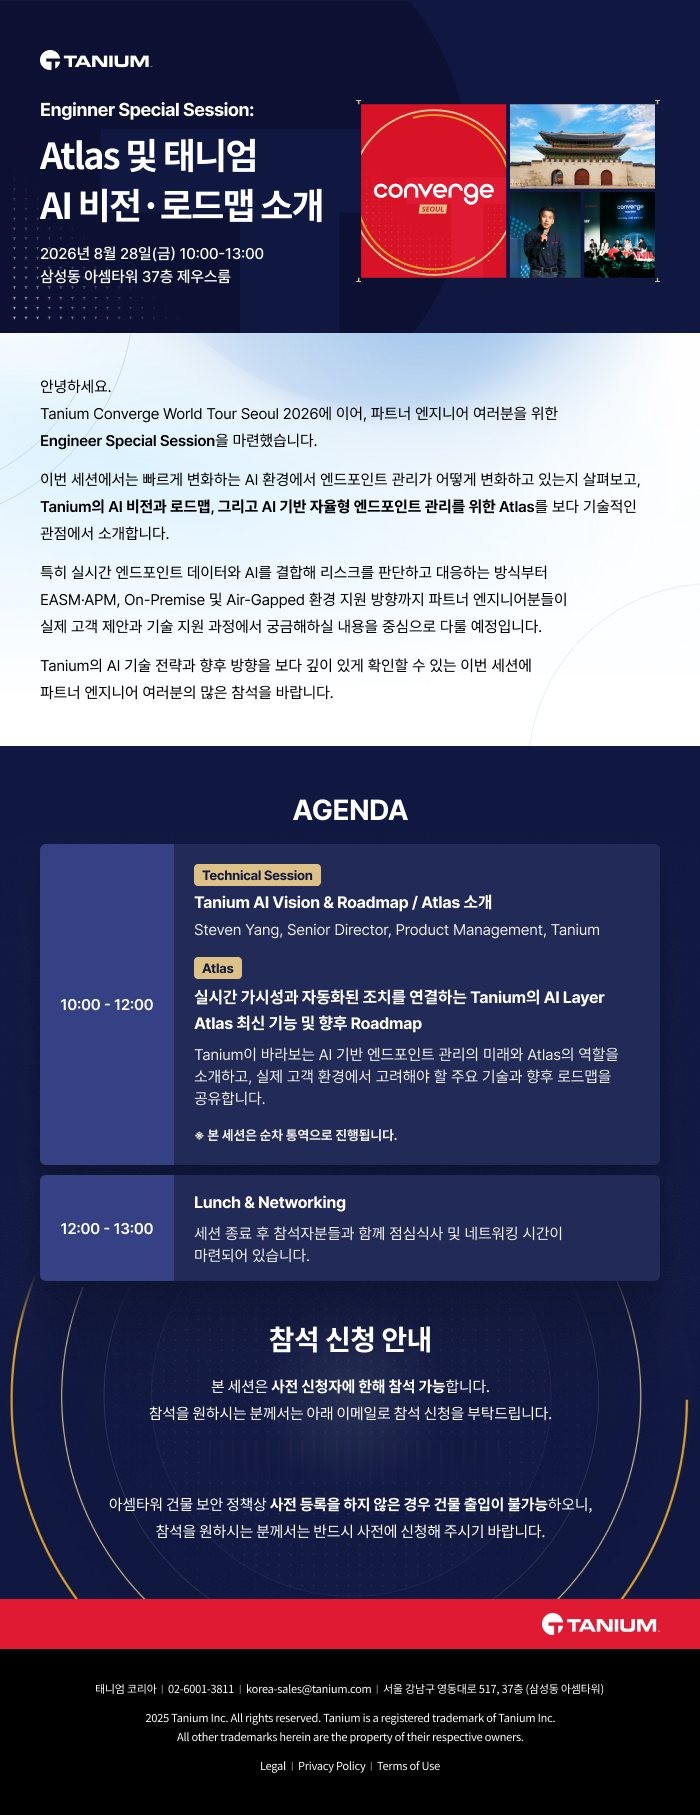 TANIUM
Enginner Special Session:
Atlas 및 태니엄
AI 비전·로드맵 소개
2026년 8월 28일(금) 10:00-13:00
삼성동 아셈타워 37층 제우스룸
converge
SEOUL
converge
안녕하세요.
Tanium Converge World Tour Seoul 2026에 이어, 파트너 엔지니어 여러분을 위한
Engineer Special Session을 마련했습니다.
이번 세션에서는 빠르게 변화하는 AI 환경에서 엔드포인트 관리가 어떻게 변화하고 있는지 살펴보고,
Tanium의 AI 비전과 로드맵, 그리고 AI 기반 자율형 엔드포인트 관리를 위한 Atlas를 보다 기술적인
관점에서 소개합니다.
특히 실시간 엔드포인트 데이터와 AI를 결합해 리스크를 판단하고 대응하는 방식부터
EASM·APM, On-Premise 및 Air-Gapped 환경 지원 방향까지 파트너 엔지니어분들이
실제 고객 제안과 기술 지원 과정에서 궁금해하실 내용을 중심으로 다룰 예정입니다.
Tanium의 AI 기술 전략과 향후 방향을 보다 깊이 있게 확인할 수 있는 이번 세션에
파트너 엔지니어 여러분의 많은 참석을 바랍니다.
AGENDA
10:00 - 12:00
Technical Session
Tanium AI Vision & Roadmap / Atlas 소개
Steven Yang, Senior Director, Product Management, Tanium
Atlas
실시간 가시성과 자동화된 조치를 연결하는 Tanium의 AI Layer
Atlas 최신 기능 및 향후 Roadmap
Tanium이 바라보는 AI 기반 엔드포인트 관리의 미래와 Atlas의 역할을
소개하고, 실제 고객 환경에서 고려해야 할 주요 기술과 향후 로드맵을
공유합니다.
※ 본 세션은 순차 통역으로 진행됩니다.
12:00 - 13:00
Lunch & Networking
세션 종료 후 참석자분들과 함께 점심식사 및 네트워킹 시간이
마련되어 있습니다.
참석 신청 안내
본 세션은 사전 신청자에 한해 참석 가능합니다.
참석을 원하시는 분께서는 아래 이메일로 참석 신청을 부탁드립니다.
아셈타워 건물 보안 정책상 사전 등록을 하지 않은 경우 건물 출입이 불가능하오니,
참석을 원하시는 분께서는 반드시 사전에 신청해 주시기 바랍니다.
TANIUM
태니엄 코리아 | 02-6001-3811 | korea-sales@tanium.com | 서울 강남구 영동대로 517, 37층 (삼성동 아셈타워)
2025 Tanium Inc. All rights reserved. Tanium is a registered trademark of Tanium Inc.
All other trademarks herein are the property of their respective owners.
Legal | Privacy Policy | Terms of Use